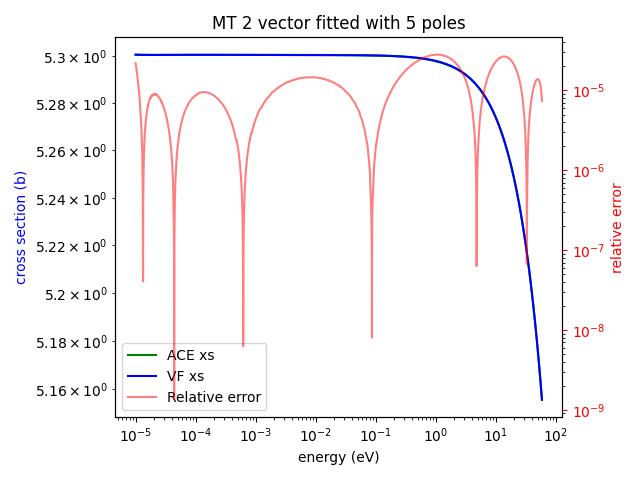 MT 2 vector fitted with 5 poles
cross section (b)
5.3 × 10⁰
5.28 × 10⁰
5.26 × 10⁰
5.24 × 10⁰
5.22 × 10⁰
5.2 × 10⁰
5.18 × 10⁰
5.16 × 10⁰
10⁻⁵
10⁻⁶
10⁻⁷
10⁻⁸
10⁻⁹
relative error
ACE xs
VF xs
Relative error
10⁻⁵ 10⁻⁴ 10⁻³ 10⁻² 10⁻¹ 10⁰ 10¹ 10²
energy (eV)